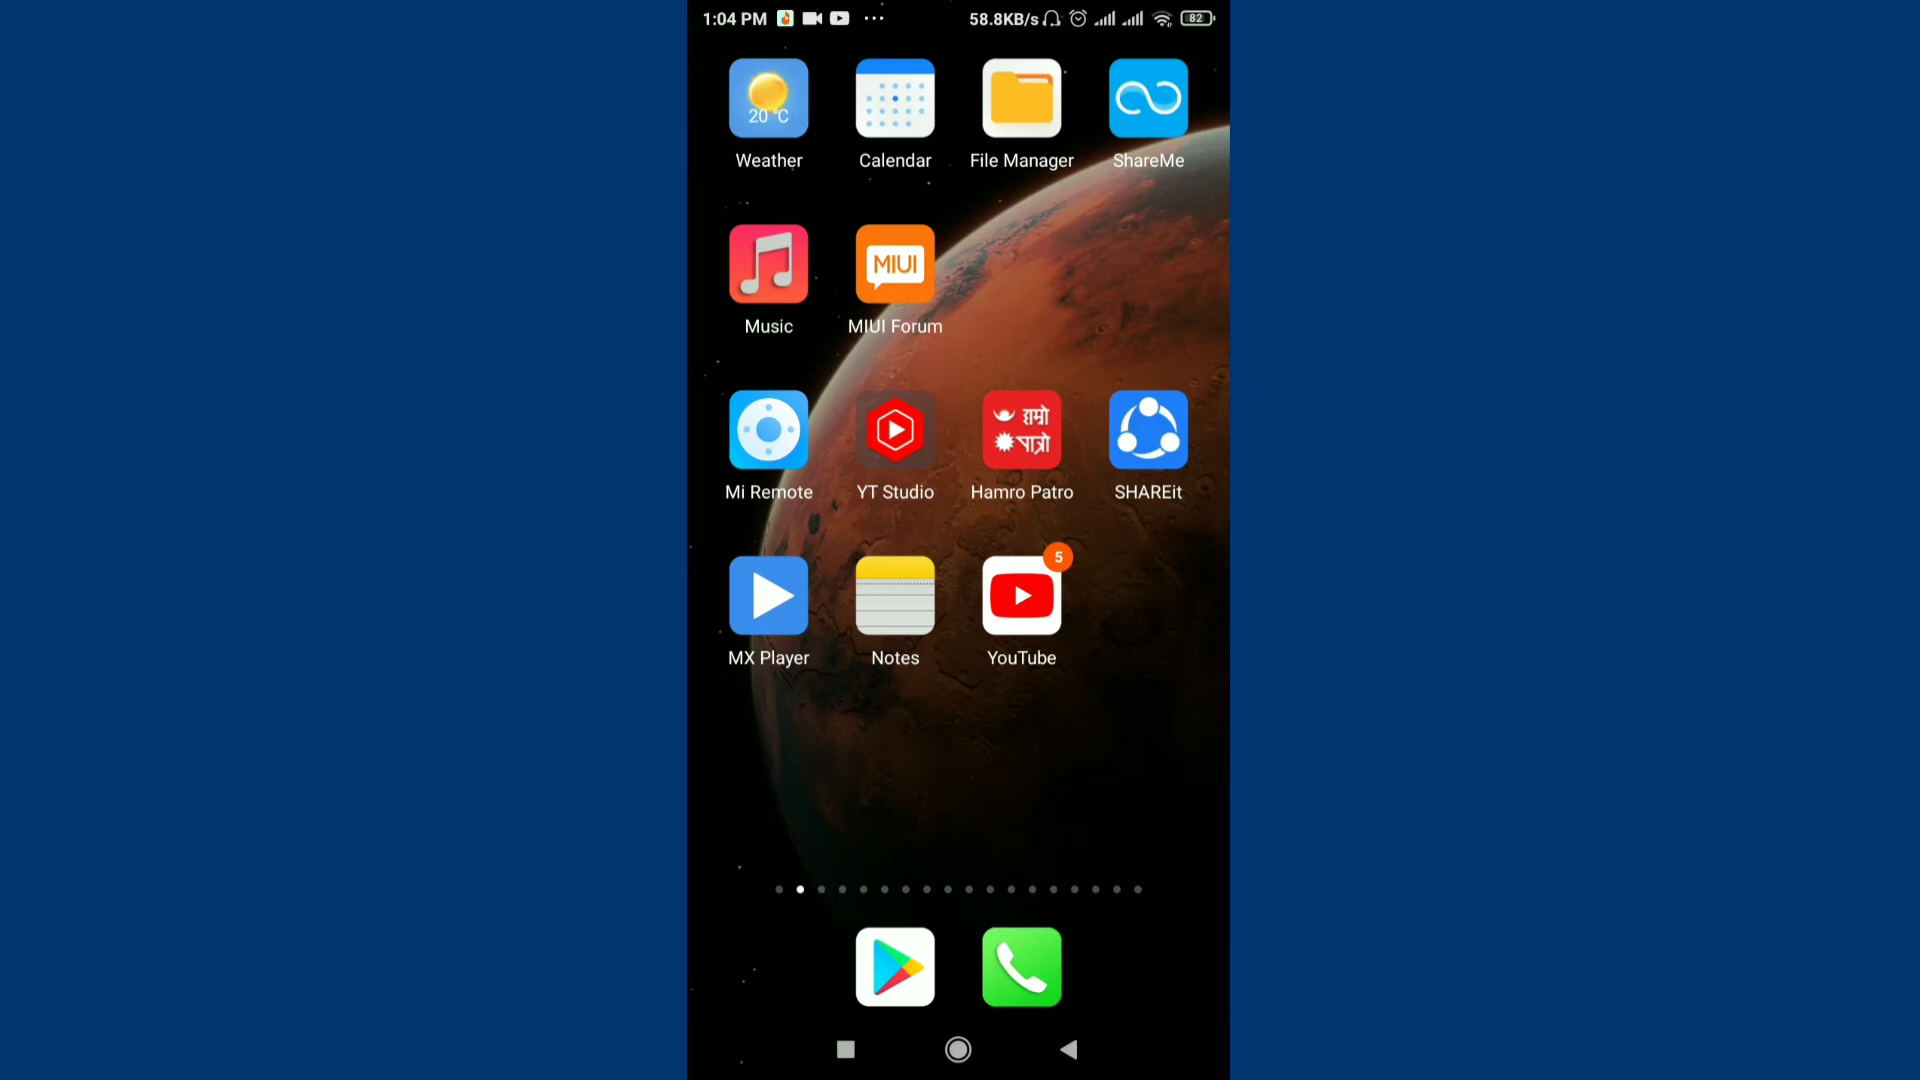 1:04 PM 58.8KB/s 82
20 °C
Weather Calendar File Manager ShareMe
MIUI
Music MIUI Forum
हाम्रो
पात्रो
Mi Remote YT Studio Hamro Patro SHAREit
5
MX Player Notes YouTube